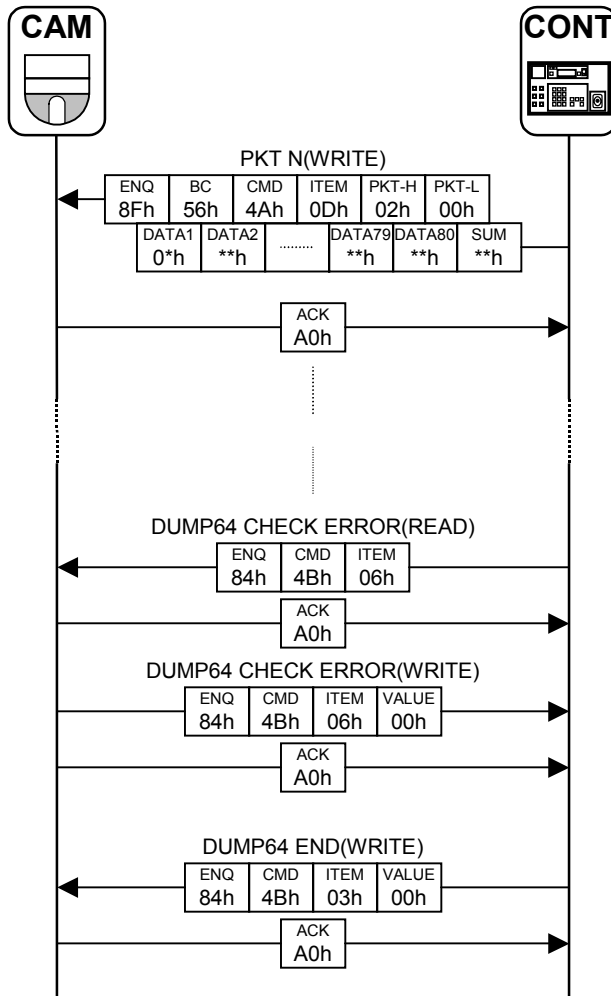 CAM CONT
PKT N(WRITE)
ENQ BC CMD ITEM PKT-H PKT-L
8Fh 56h 4Ah 0Dh 02h 00h
DATA1 DATA2 ......... DATA79 DATA80 SUM
0*h **h **h **h **h
ACK
A0h
DUMP64 CHECK ERROR(READ)
ENQ CMD ITEM
84h 4Bh 06h
ACK
A0h
DUMP64 CHECK ERROR(WRITE)
ENQ CMD ITEM VALUE
84h 4Bh 06h 00h
ACK
A0h
DUMP64 END(WRITE)
ENQ CMD ITEM VALUE
84h 4Bh 03h 00h
ACK
A0h